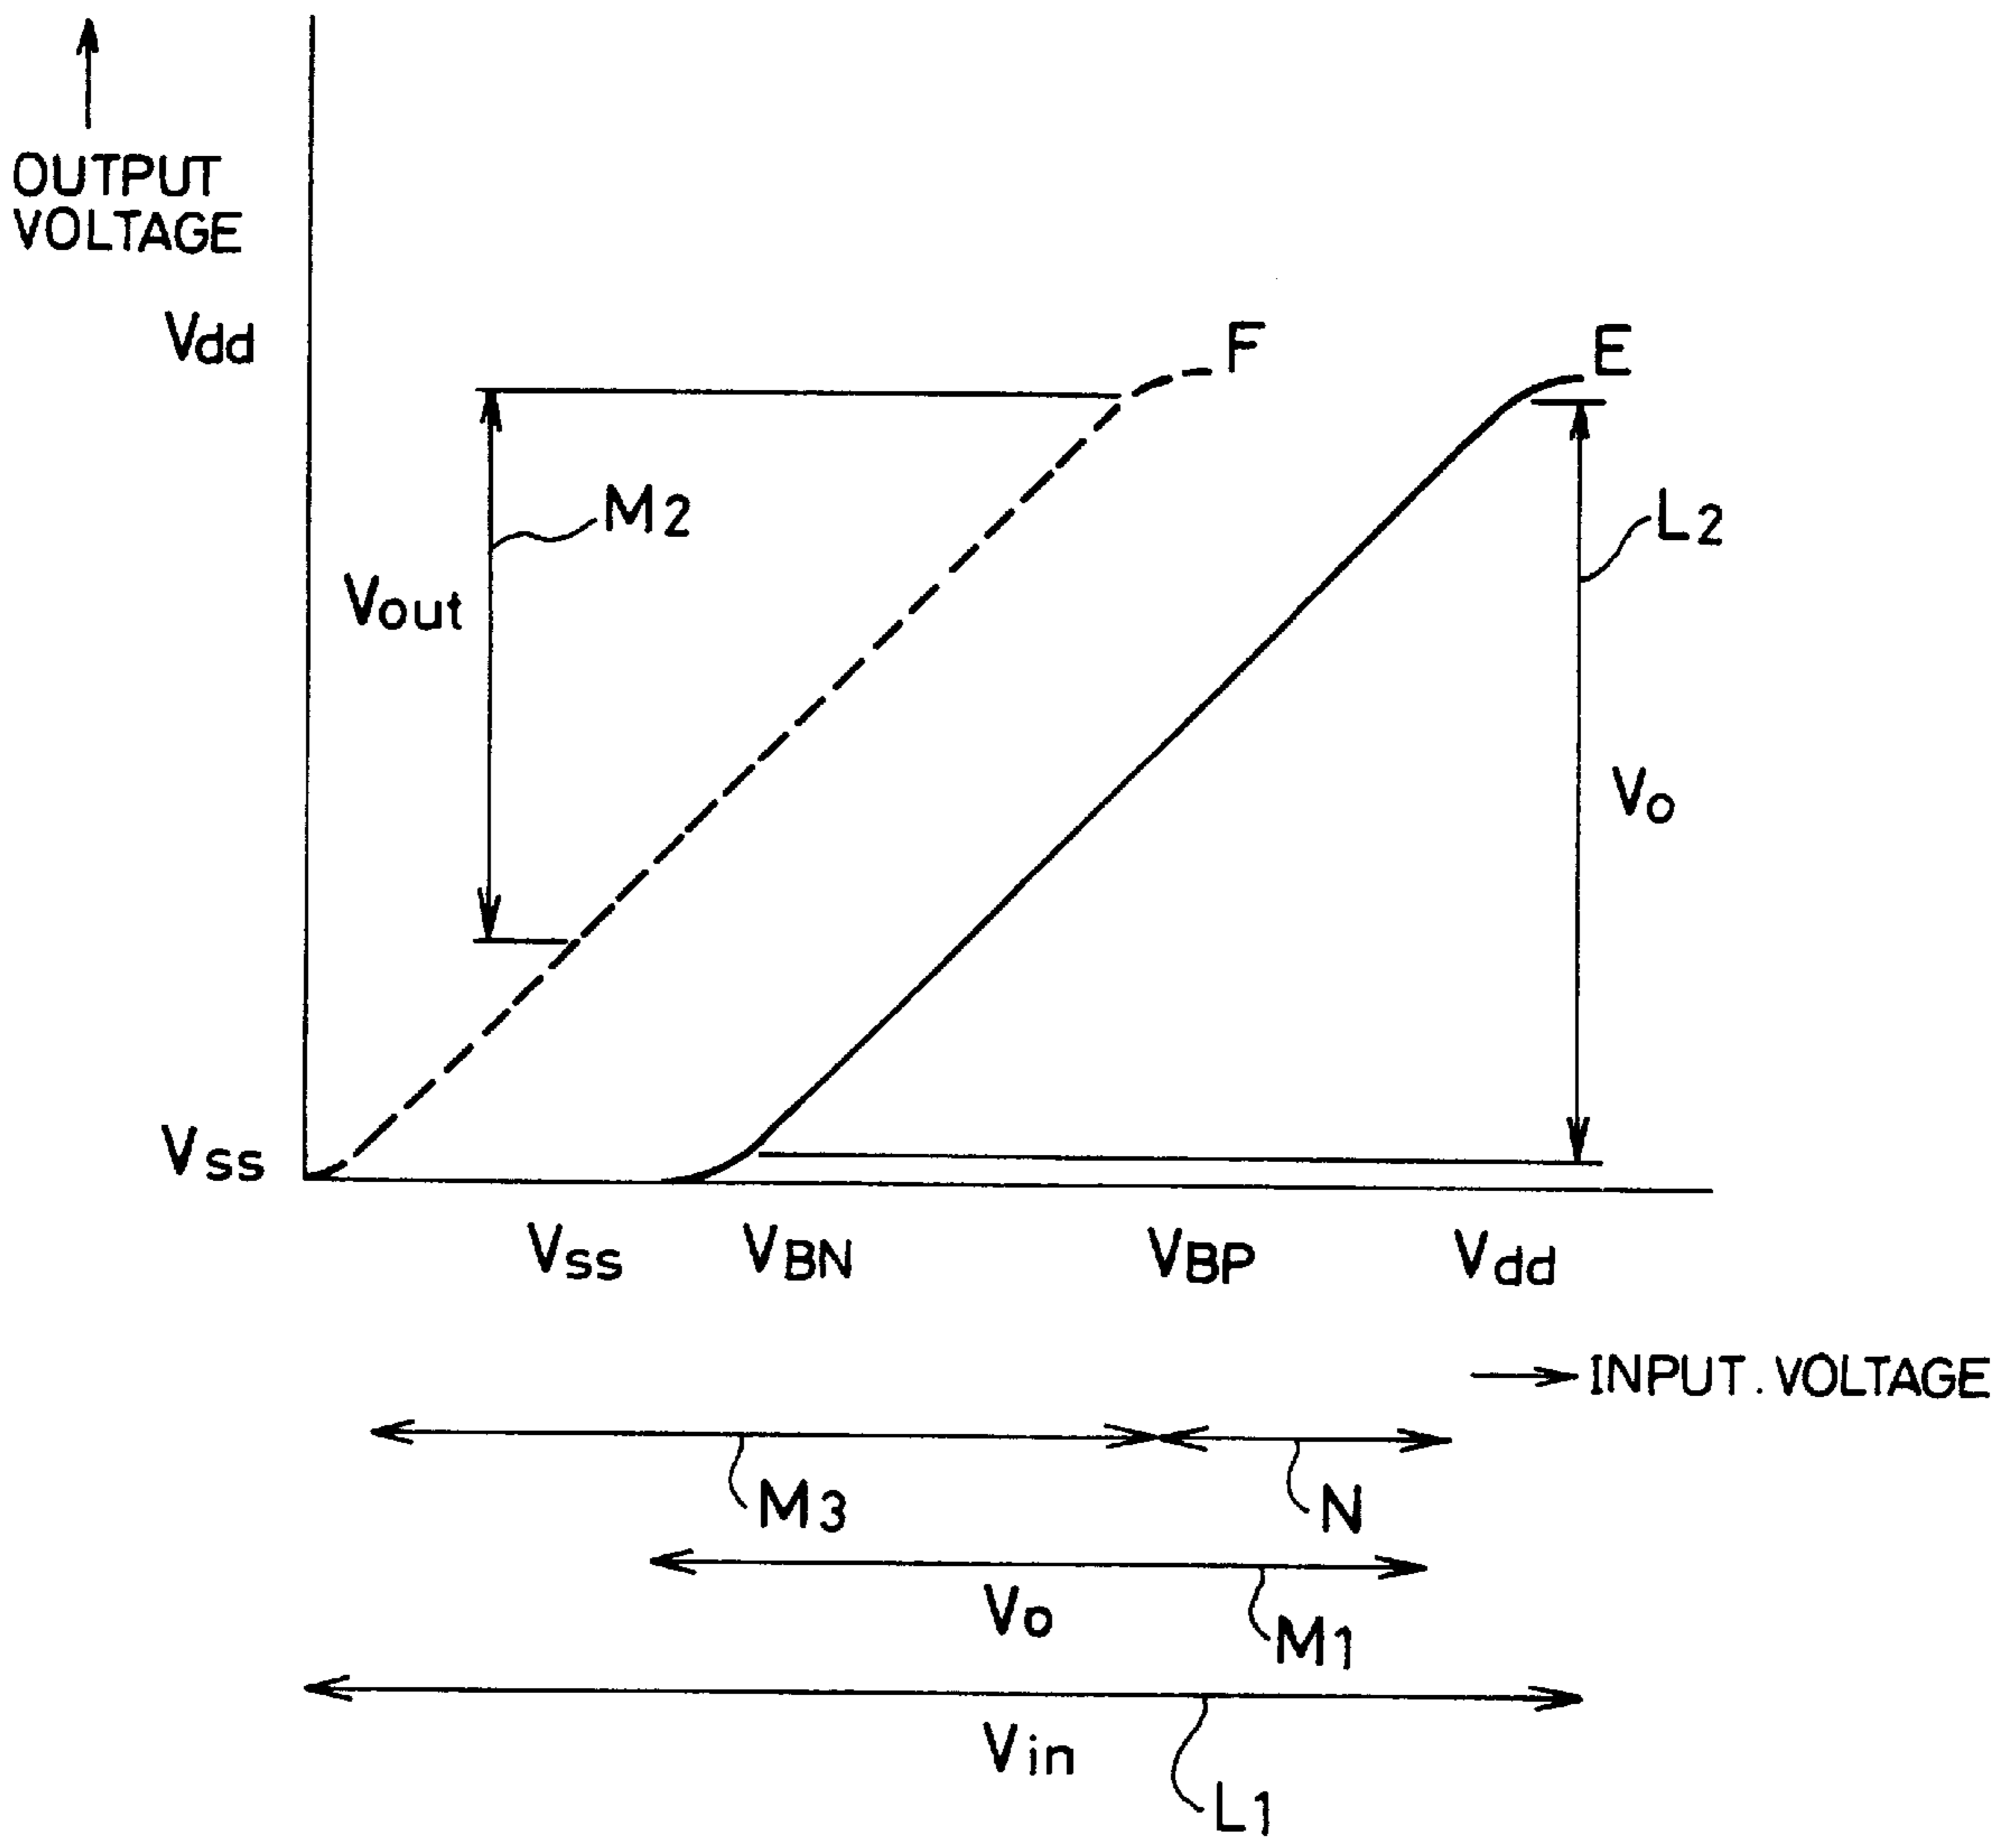 OUTPUT
VOLTAGE
Vdd
F
E
M2
L2
Vout
Vo
Vss
Vss
VBN
VBP
Vdd
INPUT. VOLTAGE
M3
N
Vo
M1
Vin
L1